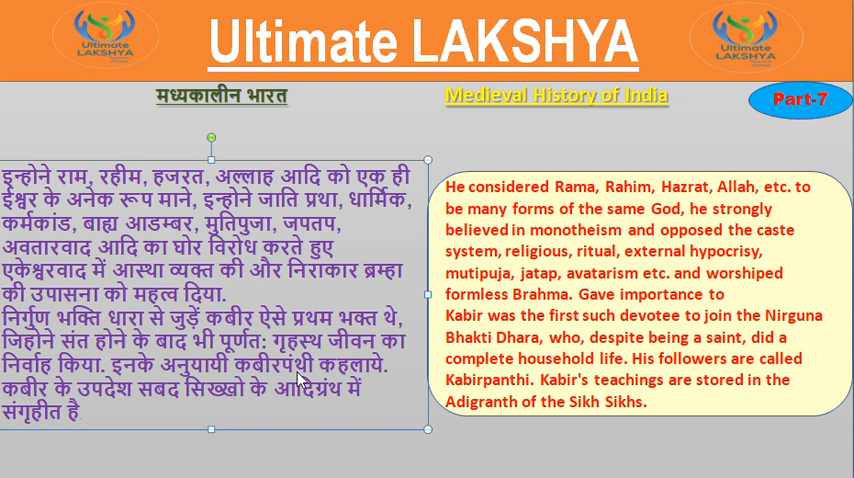 Ultimate
LAKSHYA
Ultimate LAKSHYA
Ultimate
LAKSHYA
मध्यकालीन भारत
Medieval History of India
Part-7
इन्होने राम, रहीम, हजरत, अल्लाह आदि को एक ही
ईश्वर के अनेक रूप माने, इन्होने जाति प्रथा, धार्मिक,
कर्मकांड, बाह्य आडम्बर, मुतिपुजा, जपतप,
अवतारवाद आदि का घोर विरोध करते हुए
एकेश्वरवाद में आस्था व्यक्त की और निराकार ब्रम्हा
की उपासना को महत्व दिया.
निर्गुण भक्ति धारा से जुड़ें कबीर ऐसे प्रथम भक्त थे,
जिहोने संत होने के बाद भी पूर्णत: गृहस्थ जीवन का
निर्वाह किया. इनके अनुयायी कबीरपंथी कहलाये.
कबीर के उपदेश सबद सिख्खो के आदिग्रंथ में
संगृहीत है
He considered Rama, Rahim, Hazrat, Allah, etc. to
be many forms of the same God, he strongly
believed in monotheism and opposed the caste
system, religious, ritual, external hypocrisy,
mutipuja, jatap, avatarism etc. and worshiped
formless Brahma. Gave importance to
Kabir was the first such devotee to join the Nirguna
Bhakti Dhara, who, despite being a saint, did a
complete household life. His followers are called
Kabirpanthi. Kabir's teachings are stored in the
Adigranth of the Sikh Sikhs.